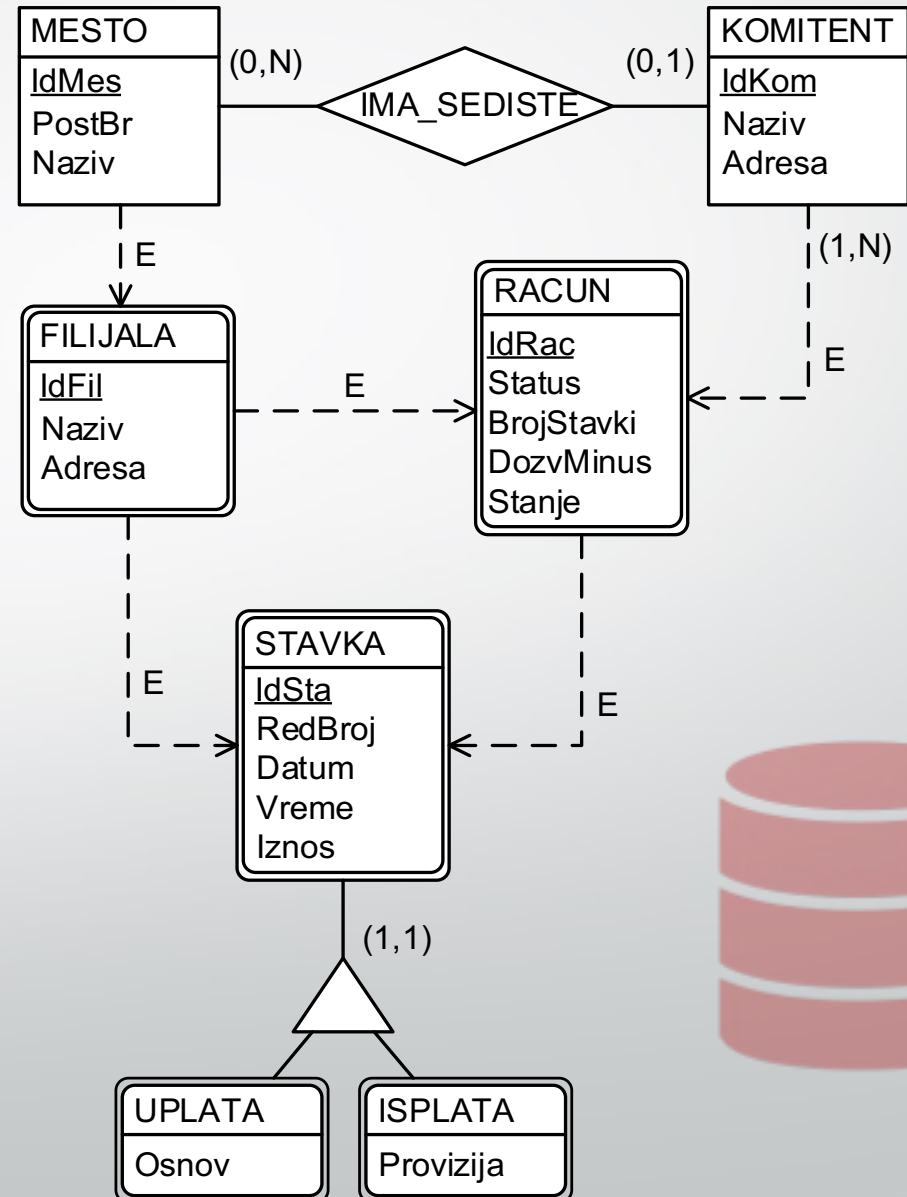 MESTO
IdMes
PostBr
Naziv
(0,N)
IMA_SEDISTE
(0,1)
KOMITENT
IdKom
Naziv
Adresa
E
(1,N)
E
FILIJALA
IdFil
Naziv
Adresa
E
RACUN
IdRac
Status
BrojStavki
DozvMinus
Stanje
E
E
STAVKA
IdSta
RedBroj
Datum
Vreme
Iznos
(1,1)
UPLATA
Osnov
ISPLATA
Provizija